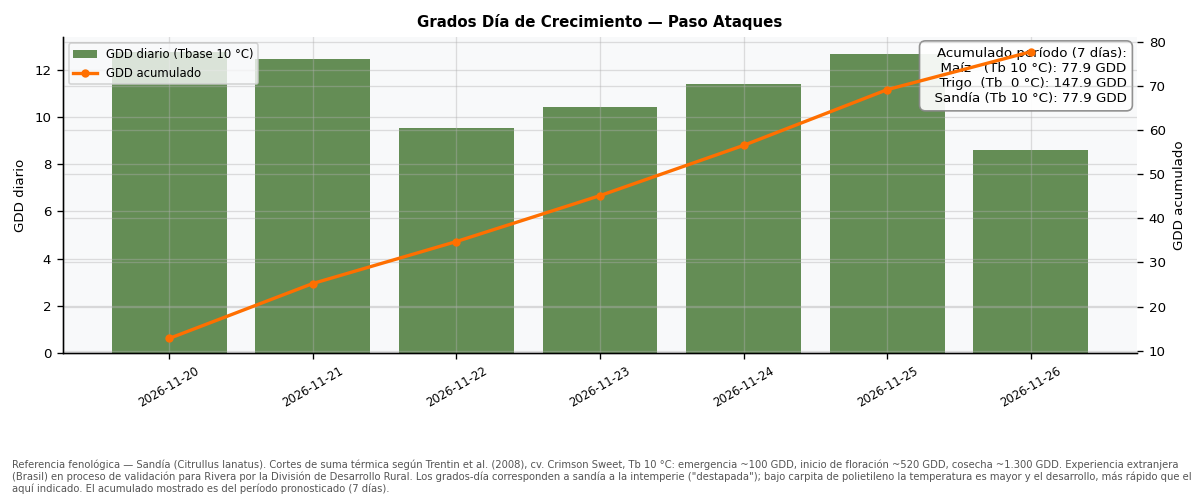 Grados Día de Crecimiento — Paso Ataques
GDD diario (Tbase 10 °C)
GDD acumulado
Acumulado período (7 días):
Maíz (Tb 10 °C): 77.9 GDD
Trigo (Tb 0 °C): 147.9 GDD
Sandía (Tb 10 °C): 77.9 GDD
GDD diario
12
10
8
6
4
2
0
80
70
60
50
40
30
20
10
GDD acumulado
2026-11-20
2026-11-21
2026-11-22
2026-11-23
2026-11-24
2026-11-25
2026-11-26
Referencia fenológica — Sandía (Citrullus lanatus). Cortes de suma térmica según Trentin et al. (2008), cv. Crimson Sweet, Tb 10 °C: emergencia ~100 GDD, inicio de floración ~520 GDD, cosecha ~1.300 GDD. Experiencia extranjera
(Brasil) en proceso de validación para Rivera por la División de Desarrollo Rural. Los grados-día corresponden a sandía a la intemperie ("destapada"); bajo carpita de polietileno la temperatura es mayor y el desarrollo, más rápido que el
aquí indicado. El acumulado mostrado es del período pronosticado (7 días).